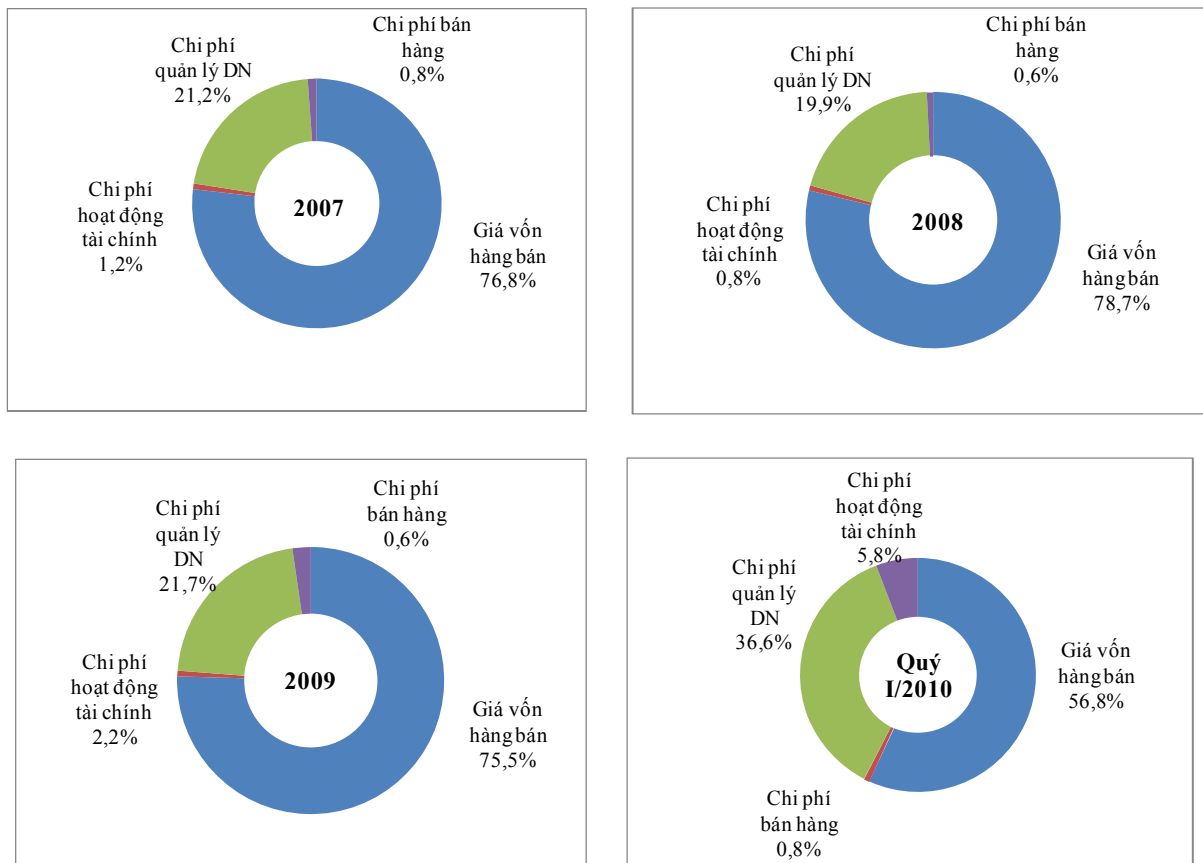 Chi phí bán
hàng
0,8%
Chi phí
quản lý DN
21,2%
Chi phí
hoạt động
tài chính
1,2%
2007
Giá vốn
hàng bán
76,8%
Chi phí bán
hàng
0,6%
Chi phí
quản lý DN
19,9%
Chi phí
hoạt động
tài chính
0,8%
2008
Giá vốn
hàng bán
78,7%
Chi phí
bán hàng
0,6%
Chi phí
quản lý
DN
21,7%
Chi phí
hoạt động
tài chính
2,2%
2009
Giá vốn
hàng bán
75,5%
Chi phí
hoạt động
tài chính
5,8%
Chi phí
quản lý
DN
36,6%
Quý
I/2010
Giá vốn
hàng bán
56,8%
Chi phí
bán hàng
0,8%